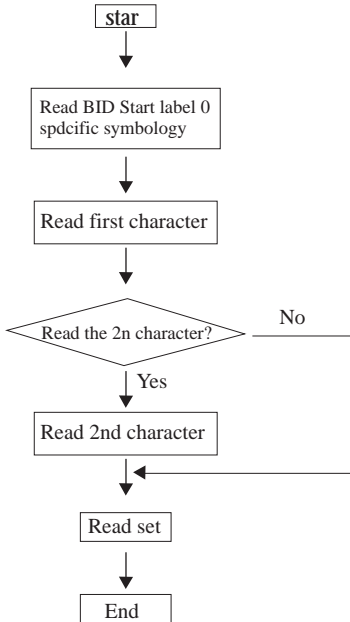 star
Read BID Start label 0
spdcific symbology
Read first character
Read the 2n character?
No
Yes
Read 2nd character
Read set
End